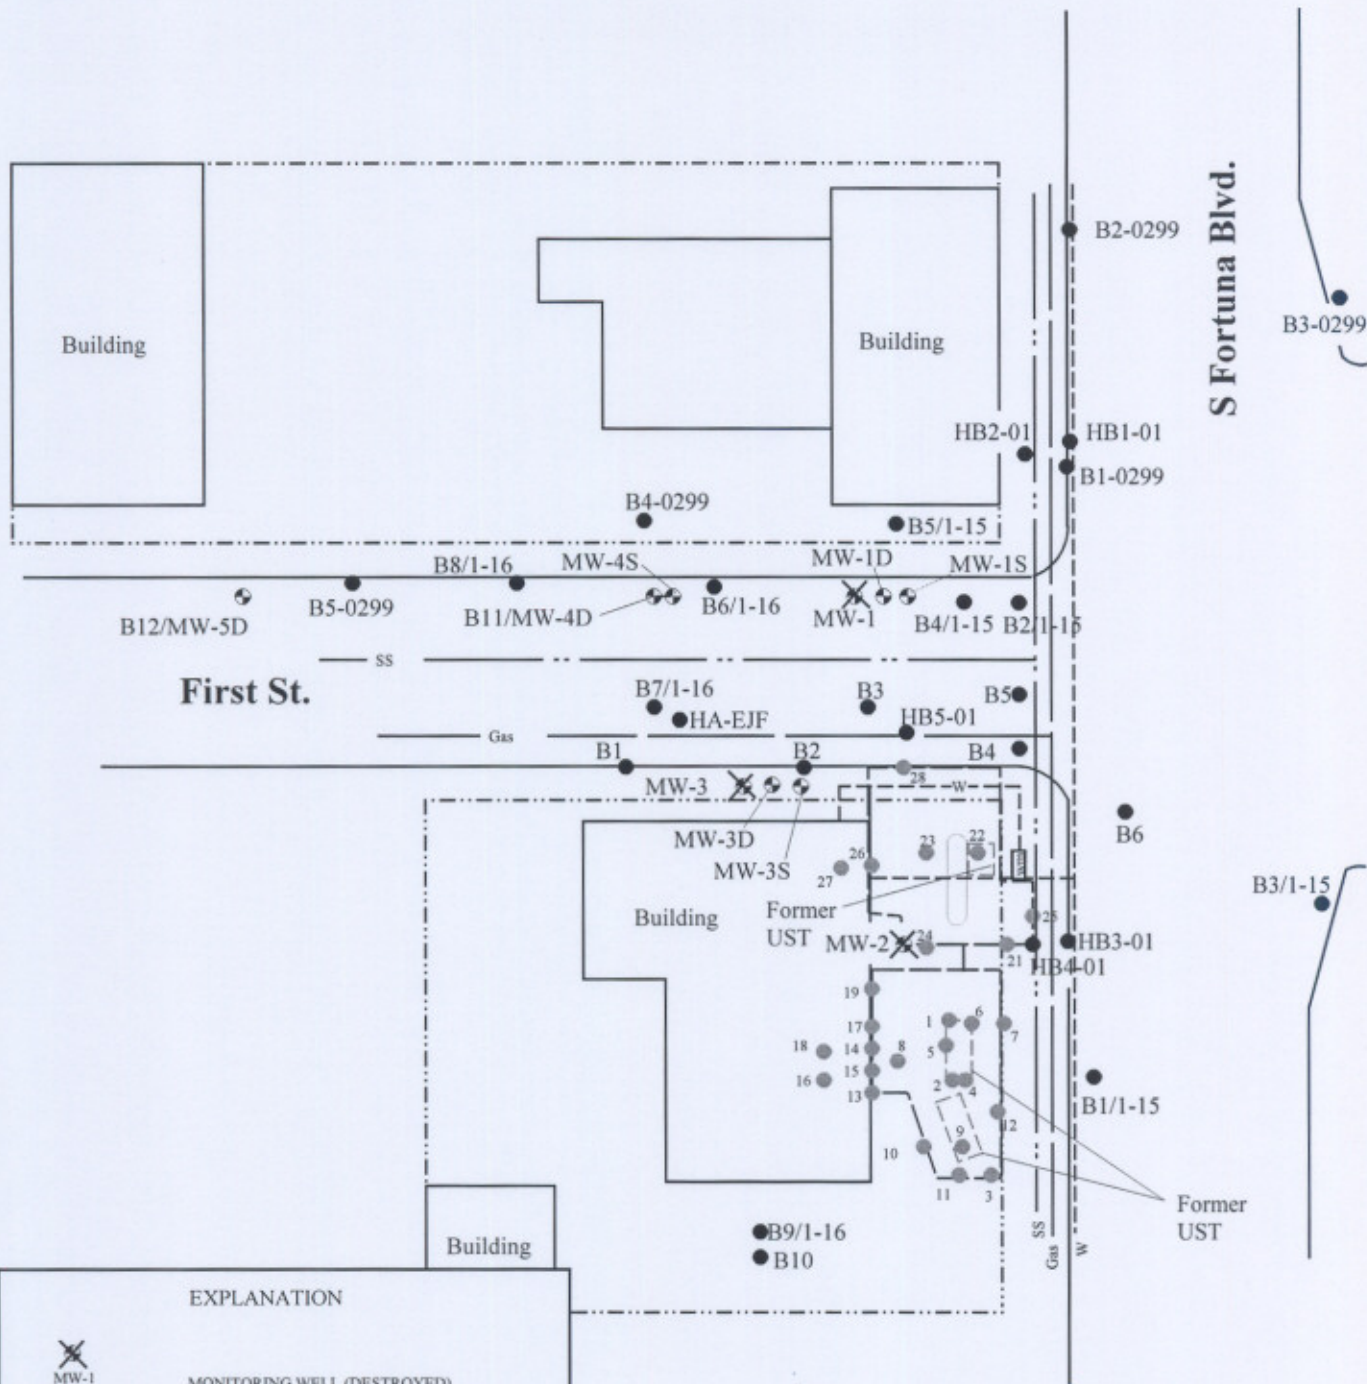 S Fortuna Blvd.
B2-0299
B3-0299
Building
Building
HB2-01
HB1-01
B1-0299
B4-0299
B5/1-15
B8/1-16
MW-4S
MW-1D
MW-1S
B12/MW-5D
B5-0299
B11/MW-4D
B6/1-16
MW-1
B4/1-15
B2/1-15
SS
First St.
B7/1-16
HA-EJF
B3
B5
HB5-01
Gas
B1
B2
B4
MW-3
28
W
MW-3D
MW-3S
B6
23
22
26
27
WM
B3/1-15
Building
Former
UST
25
MW-2
24
21
HB3-01
HB4-01
19
17
1
6
7
18
14
8
5
16
15
2
4
13
B1/1-15
12
9
10
11
3
Former
UST
B9/1-16
B10
SS
Gas
W
Building
EXPLANATION
MW-1
MONITORING WELL (DESTROYED)